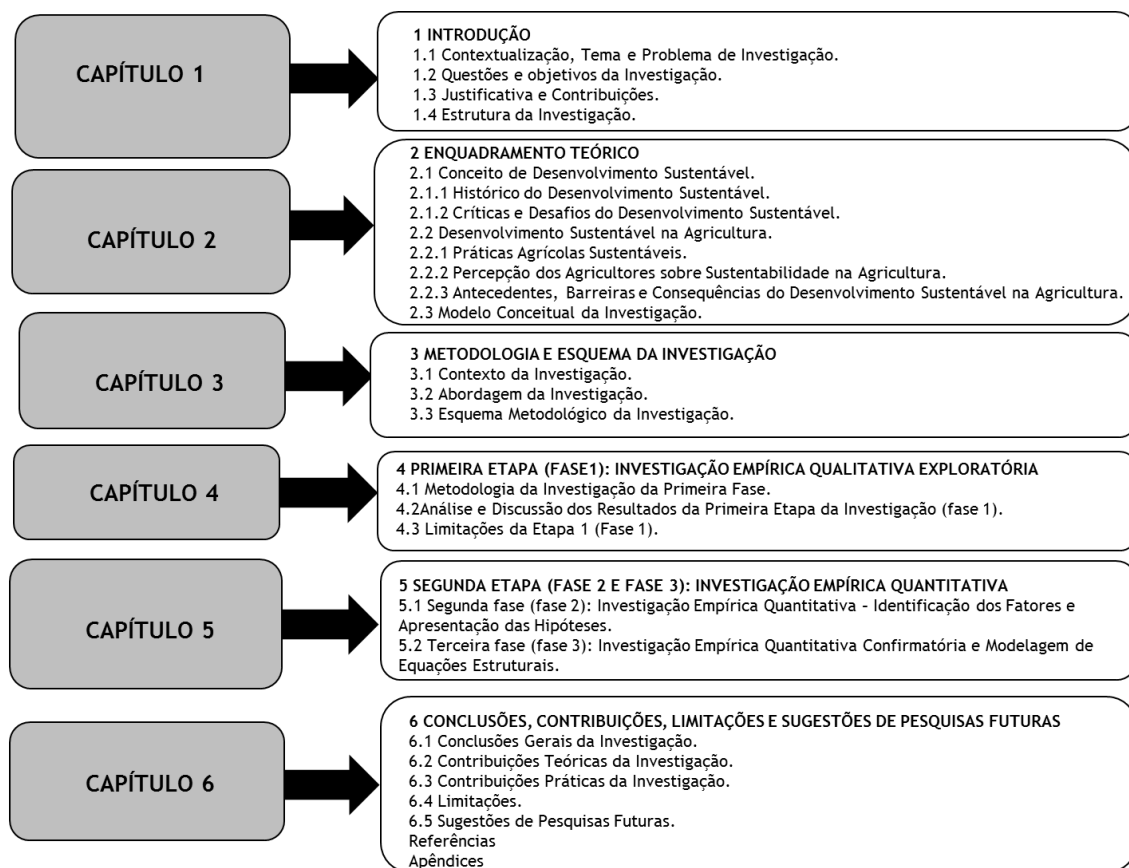 CAPÍTULO 1
1 INTRODUÇÃO
1.1 Contextualização, Tema e Problema de Investigação.
1.2 Questões e objetivos da Investigação.
1.3 Justificativa e Contribuições.
1.4 Estrutura da Investigação.
CAPÍTULO 2
2 ENQUADRAMENTO TEÓRICO
2.1 Conceito de Desenvolvimento Sustentável.
2.1.1 Histórico do Desenvolvimento Sustentável.
2.1.2 Críticas e Desafios do Desenvolvimento Sustentável.
2.2 Desenvolvimento Sustentável na Agricultura.
2.2.1 Práticas Agrícolas Sustentáveis.
2.2.2 Percepção dos Agricultores sobre Sustentabilidade na Agricultura.
2.2.3 Antecedentes, Barreiras e Consequências do Desenvolvimento Sustentável na Agricultura.
2.3 Modelo Conceitual da Investigação.
CAPÍTULO 3
3 METODOLOGIA E ESQUEMA DA INVESTIGAÇÃO
3.1 Contexto da Investigação.
3.2 Abordagem da Investigação.
3.3 Esquema Metodológico da Investigação.
CAPÍTULO 4
4 PRIMEIRA ETAPA (FASE1): INVESTIGAÇÃO EMPÍRICA QUALITATIVA EXPLORATÓRIA
4.1 Metodologia da Investigação da Primeira Fase.
4.2Análise e Discussão dos Resultados da Primeira Etapa da Investigação (fase 1).
4.3 Limitações da Etapa 1 (Fase 1).
CAPÍTULO 5
5 SEGUNDA ETAPA (FASE 2 E FASE 3): INVESTIGAÇÃO EMPÍRICA QUANTITATIVA
5.1 Segunda fase (fase 2): Investigação Empírica Quantitativa – Identificação dos Fatores e
Apresentação das Hipóteses.
5.2 Terceira fase (fase 3): Investigação Empírica Quantitativa Confirmatória e Modelagem de
Equações Estruturais.
CAPÍTULO 6
6 CONCLUSÕES, CONTRIBUIÇÕES, LIMITAÇÕES E SUGESTÕES DE PESQUISAS FUTURAS
6.1 Conclusões Gerais da Investigação.
6.2 Contribuições Teóricas da Investigação.
6.3 Contribuições Práticas da Investigação.
6.4 Limitações.
6.5 Sugestões de Pesquisas Futuras.
Referências
Apêndices